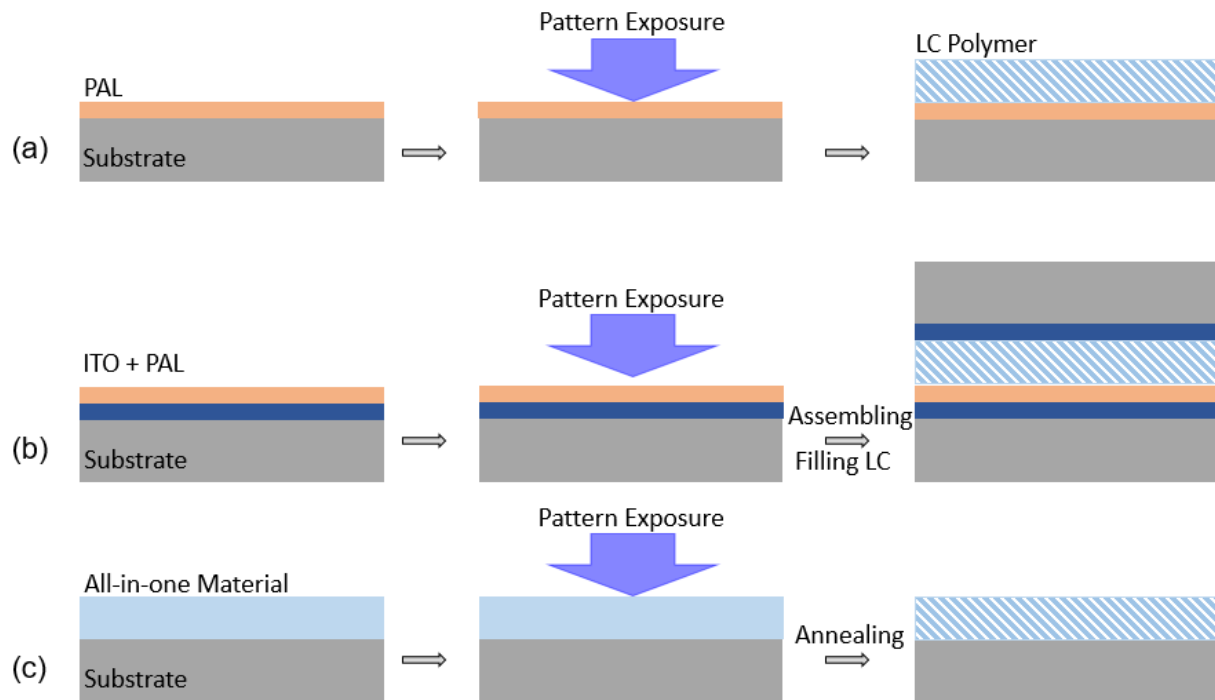 Pattern Exposure
LC Polymer
PAL
(a)
Substrate
Pattern Exposure
ITO + PAL
Assembling
(b)
Substrate
Filling LC
Pattern Exposure
All-in-one Material
Annealing
(c)
Substrate